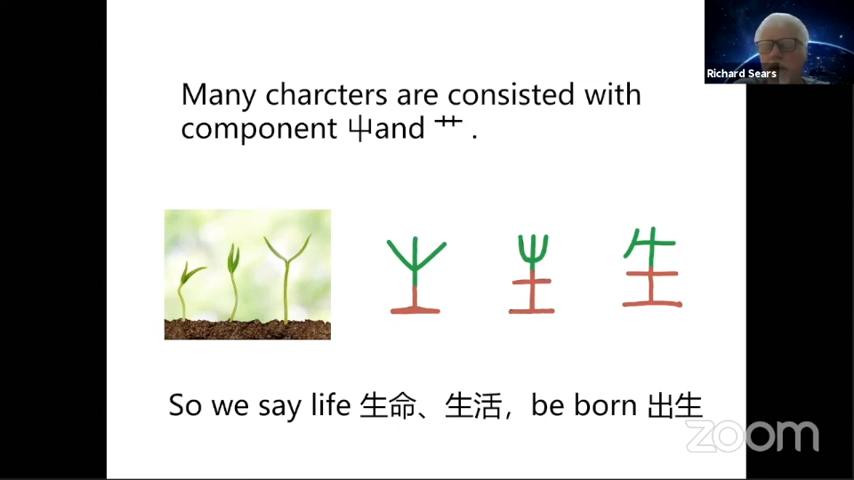 Richard Sears
Many charcters are consisted with
component 屮and 艹 .
生
So we say life 生命、生活，be born 出生
zoom